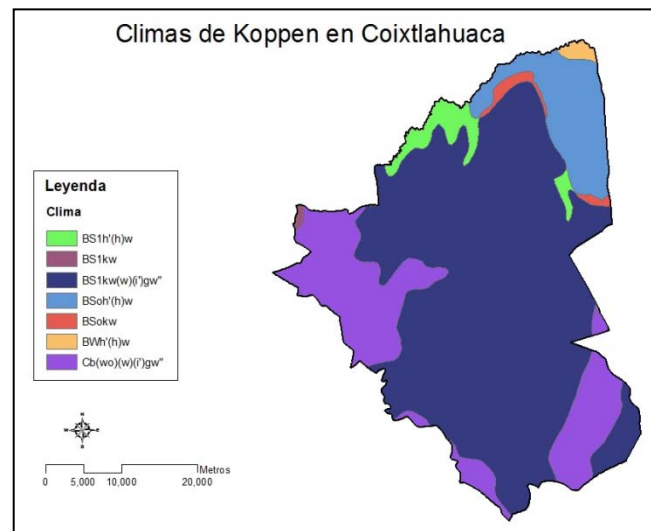 Climas de Koppen en Coixtlahuaca
Leyenda
Clima
BS1h'(h)w
BS1kw
BS1kw(w)(i')gw"
BSoh'(h)w
BSokw
BWh'(h)w
Cb(wo)(w)(i')gw"
N
W E
S
Metros
0 5,000 10,000 20,000